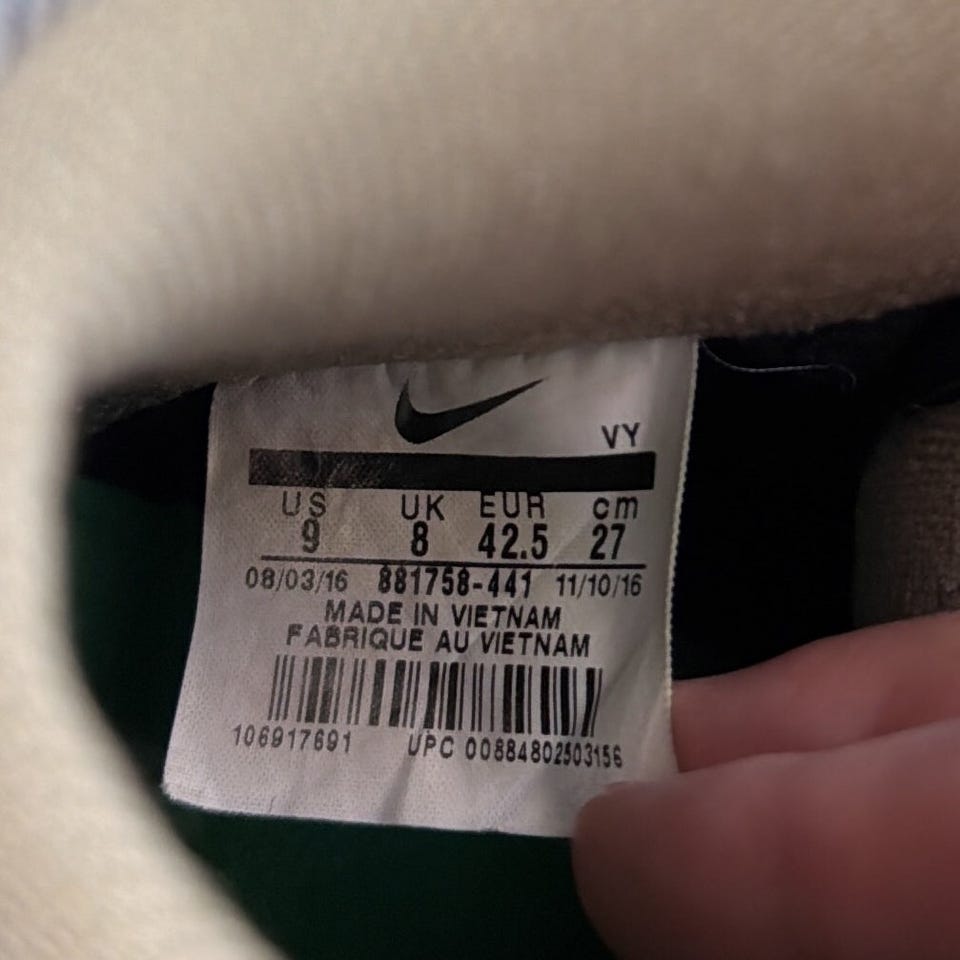 VY
US UK EUR cm
9 8 42.5 27
08/03/16 881758-441 11/10/16
MADE IN VIETNAM
FABRIQUE AU VIETNAM
106917691 UPC 00884802503156